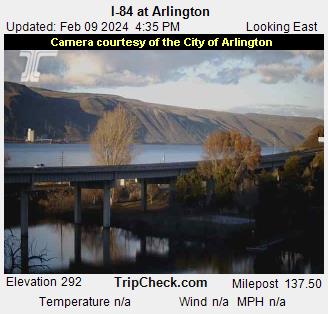 I-84 at Arlington
Updated: Feb 09 2024 4:35 PM Looking East
Camera courtesy of the City of Arlington
Elevation 292 TripCheck.com Milepost 137.50
Temperature n/a Wind n/a MPH n/a